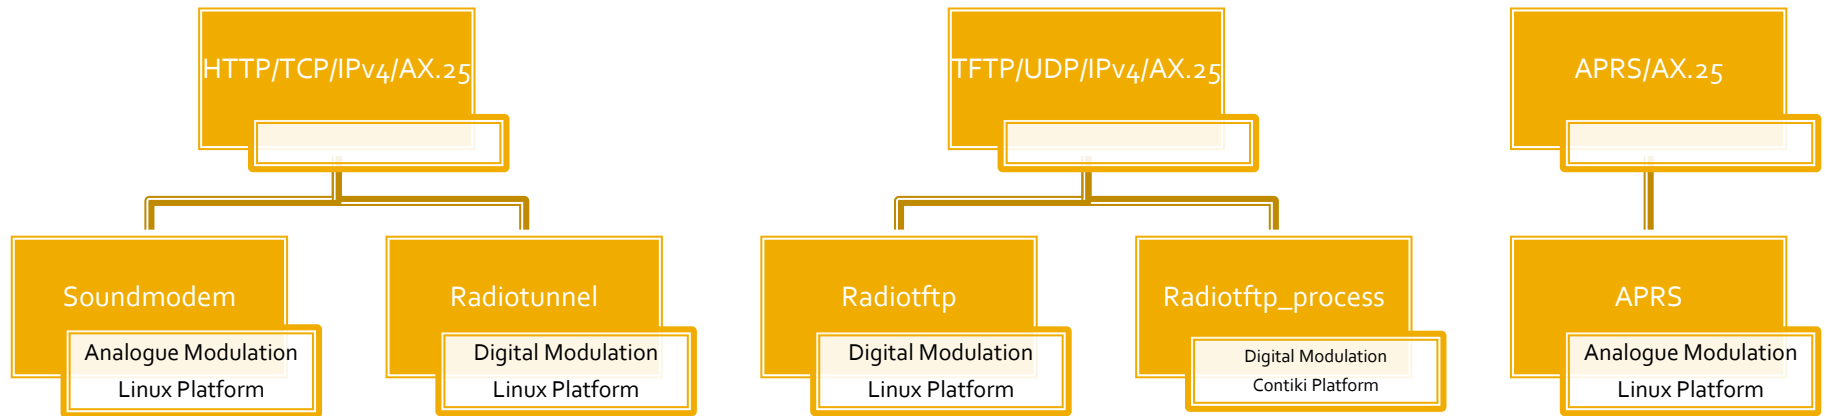 HTTP/TCP/IPv4/AX.25
TFTP/UDP/IPv4/AX.25
APRS/AX.25
Soundmodem
Analogue Modulation
Linux Platform
Radiotunnel
Digital Modulation
Linux Platform
Radiotftp
Digital Modulation
Linux Platform
Radiotftp_process
Digital Modulation
Contiki Platform
APRS
Analogue Modulation
Linux Platform